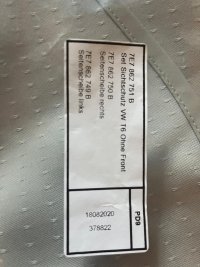 7E7 862 751 B
Set Sichtschutz VW T6 Ohne Front
7E7 862 750 B
Seitenscheibe rechts
7E7 862 749 B
Seitenscheibe links
PD9
18082020
378822